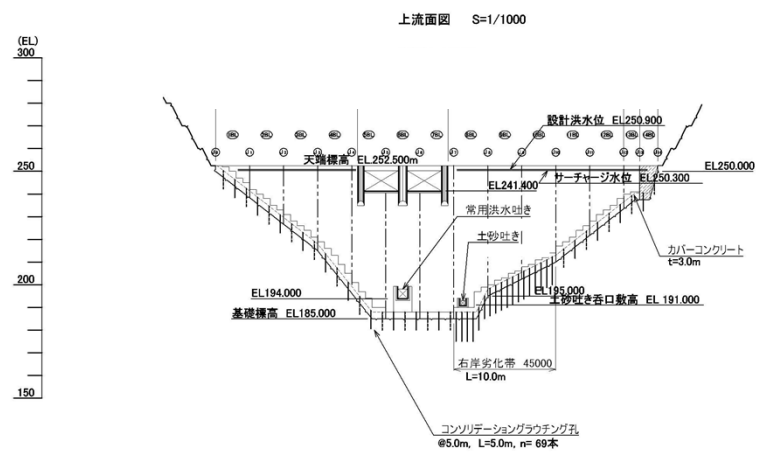 上流面図 S=1/1000
(EL)
300
250
200
150
設計洪水位 EL250.900
天端標高 EL.252.500m
EL250.000
サーチャージ水位 EL250.300
EL241.400
常用洪水吐き
土砂吐き
カバーコンクリート
t=3.0m
EL194.000
EL195.000
土砂吐き呑口敷高 EL 191.000
基礎標高 EL185.000
右岸劣化帯 45000
L=10.0m
コンソリデーショングラウチング孔
@5.0m, L=5.0m, n= 69本